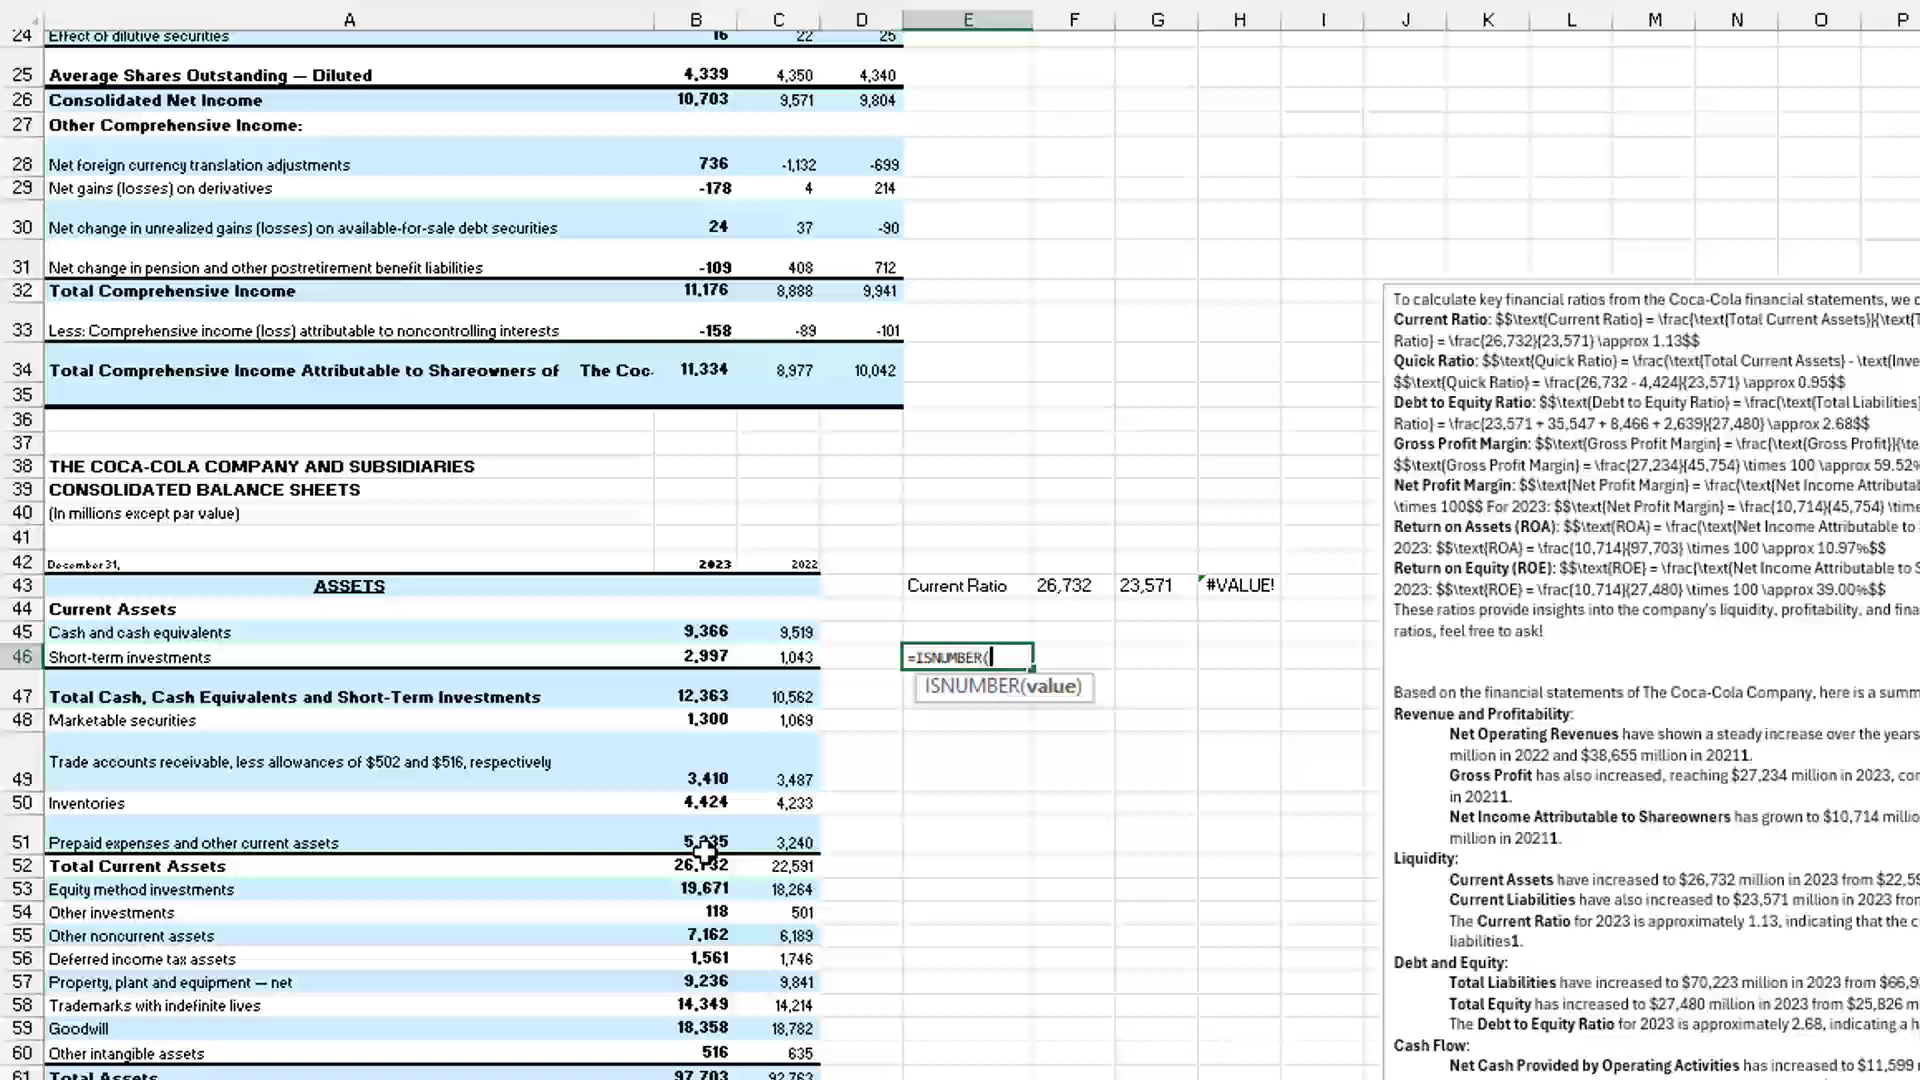 A B C D E F G H I J K L M N O P
24 Effect of dilutive securities 16 22 25
25 Average Shares Outstanding — Diluted 4,339 4,350 4,340
26 Consolidated Net Income 10,703 9,571 9,804
27 Other Comprehensive Income:
28 Net foreign currency translation adjustments 736 -1,132 -699
29 Net gains (losses) on derivatives -178 4 214
30 Net change in unrealized gains (losses) on available-for-sale debt securities 24 37 -90
31 Net change in pension and other postretirement benefit liabilities -109 408 712
32 Total Comprehensive Income 11,176 8,888 9,941
33 Less: Comprehensive income (loss) attributable to noncontrolling interests -158 -89 -101
34 Total Comprehensive Income Attributable to Shareowners of The Coc 11,334 8,977 10,042
35
36
37
38 THE COCA-COLA COMPANY AND SUBSIDIARIES
39 CONSOLIDATED BALANCE SHEETS
40 (In millions except par value)
41
42 December 31, 2023 2022
43 ASSETS Current Ratio 26,732 23,571 #VALUE!
44 Current Assets
45 Cash and cash equivalents 9,366 9,519
46 Short-term investments 2,997 1,043 =ISNUMBER(
ISNUMBER(value)
47 Total Cash, Cash Equivalents and Short-Term Investments 12,363 10,562
48 Marketable securities 1,300 1,069
49 Trade accounts receivable, less allowances of $502 and $516, respectively 3,410 3,487
50 Inventories 4,424 4,233
51 Prepaid expenses and other current assets 3,240
52 Total Current Assets 22,591
53 Equity method investments 19,671 18,264
54 Other investments 118 501
55 Other noncurrent assets 7,162 6,189
56 Deferred income tax assets 1,561 1,746
57 Property, plant and equipment — net 9,236 9,841
58 Trademarks with indefinite lives 14,349 14,214
59 Goodwill 18,358 18,782
60 Other intangible assets 516 635
61 Total Assets 97,703 92,763
To calculate key financial ratios from the Coca-Cola financial statements, we c
Current Ratio: $$\text{Current Ratio} = \frac{\text{Total Current Assets}}{\text{T
Ratio} = \frac{26,732}{23,571} \approx 1.13$$
Quick Ratio: $$\text{Quick Ratio} = \frac{\text{Total Current Assets} - \text{Inve
$$\text{Quick Ratio} = \frac{26,732 - 4,424}{23,571} \approx 0.95$$
Debt to Equity Ratio: $$\text{Debt to Equity Ratio} = \frac{\text{Total Liabilities}
Ratio} = \frac{23,571 + 35,547 + 8,466 + 2,639}{27,480} \approx 2.68$$
Gross Profit Margin: $$\text{Gross Profit Margin} = \frac{\text{Gross Profit}}{\te
$$\text{Gross Profit Margin} = \frac{27,234}{45,754} \times 100 \approx 59.52%
Net Profit Margin: $$\text{Net Profit Margin} = \frac{\text{Net Income Attributab
\times 100$$ For 2023: $$\text{Net Profit Margin} = \frac{10,714}{45,754} \time
Return on Assets (ROA): $$\text{ROA} = \frac{\text{Net Income Attributable to
2023: $$\text{ROA} = \frac{10,714}{97,703} \times 100 \approx 10.97%$$
Return on Equity (ROE): $$\text{ROE} = \frac{\text{Net Income Attributable to S
2023: $$\text{ROE} = \frac{10,714}{27,480} \times 100 \approx 39.00%$$
These ratios provide insights into the company's liquidity, profitability, and fina
ratios, feel free to ask!
Based on the financial statements of The Coca-Cola Company, here is a summ
Revenue and Profitability:
Net Operating Revenues have shown a steady increase over the years
million in 2022 and $38,655 million in 20211.
Gross Profit has also increased, reaching $27,234 million in 2023, co
in 20211.
Net Income Attributable to Shareowners has grown to $10,714 millio
million in 20211.
Liquidity:
Current Assets have increased to $26,732 million in 2023 from $22,59
Current Liabilities have also increased to $23,571 million in 2023 fron
The Current Ratio for 2023 is approximately 1.13, indicating that the c
liabilities1.
Debt and Equity:
Total Liabilities have increased to $70,223 million in 2023 from $66,9
Total Equity has increased to $27,480 million in 2023 from $25,826 m
The Debt to Equity Ratio for 2023 is approximately 2.68, indicating a h
Cash Flow:
Net Cash Provided by Operating Activities has increased to $11,599